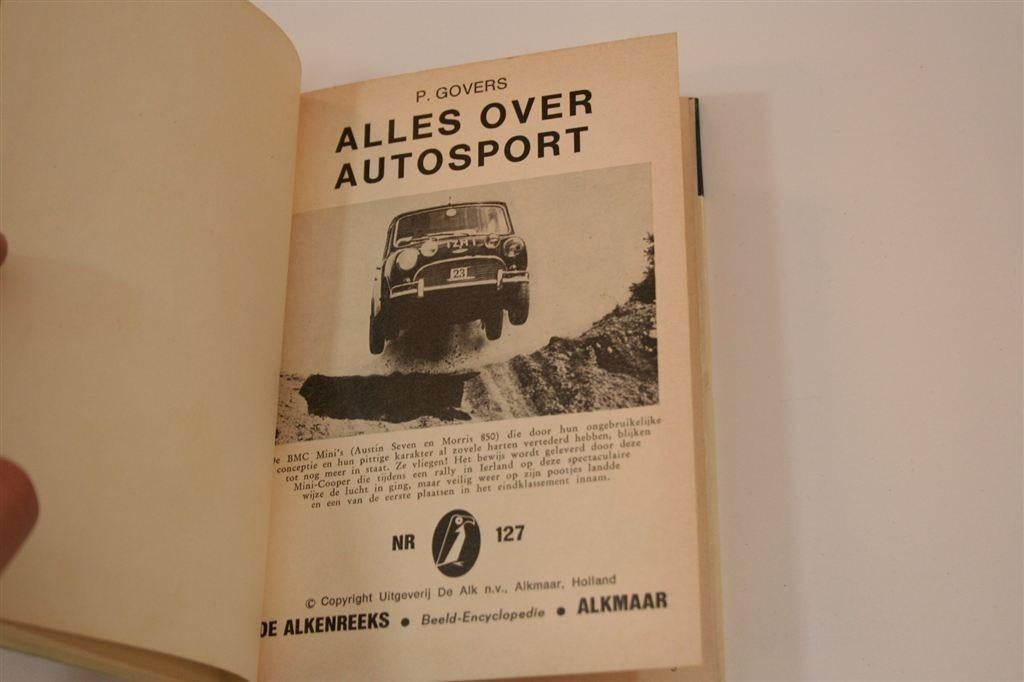 P. GOVERS
ALLES OVER
AUTOSPORT
23
De BMC Mini's (Austin Seven en Morris 850) die door hun ongebruikelijke
conceptie en hun pittige karakter al zovele harten vertederd hebben, blijken
tot nog meer in staat. Ze vliegen! Het bewijs wordt geleverd door deze
Mini-Cooper die tijdens een rally in Ierland op deze spectaculaire
wijze de lucht in ging, maar veilig weer op zijn pootjes landde
en een van de eerste plaatsen in het eindklassement innam.
NR 127
© Copyright Uitgeverij De Alk n.v., Alkmaar, Holland
DE ALKENREEKS • Beeld-Encyclopedie • ALKMAAR